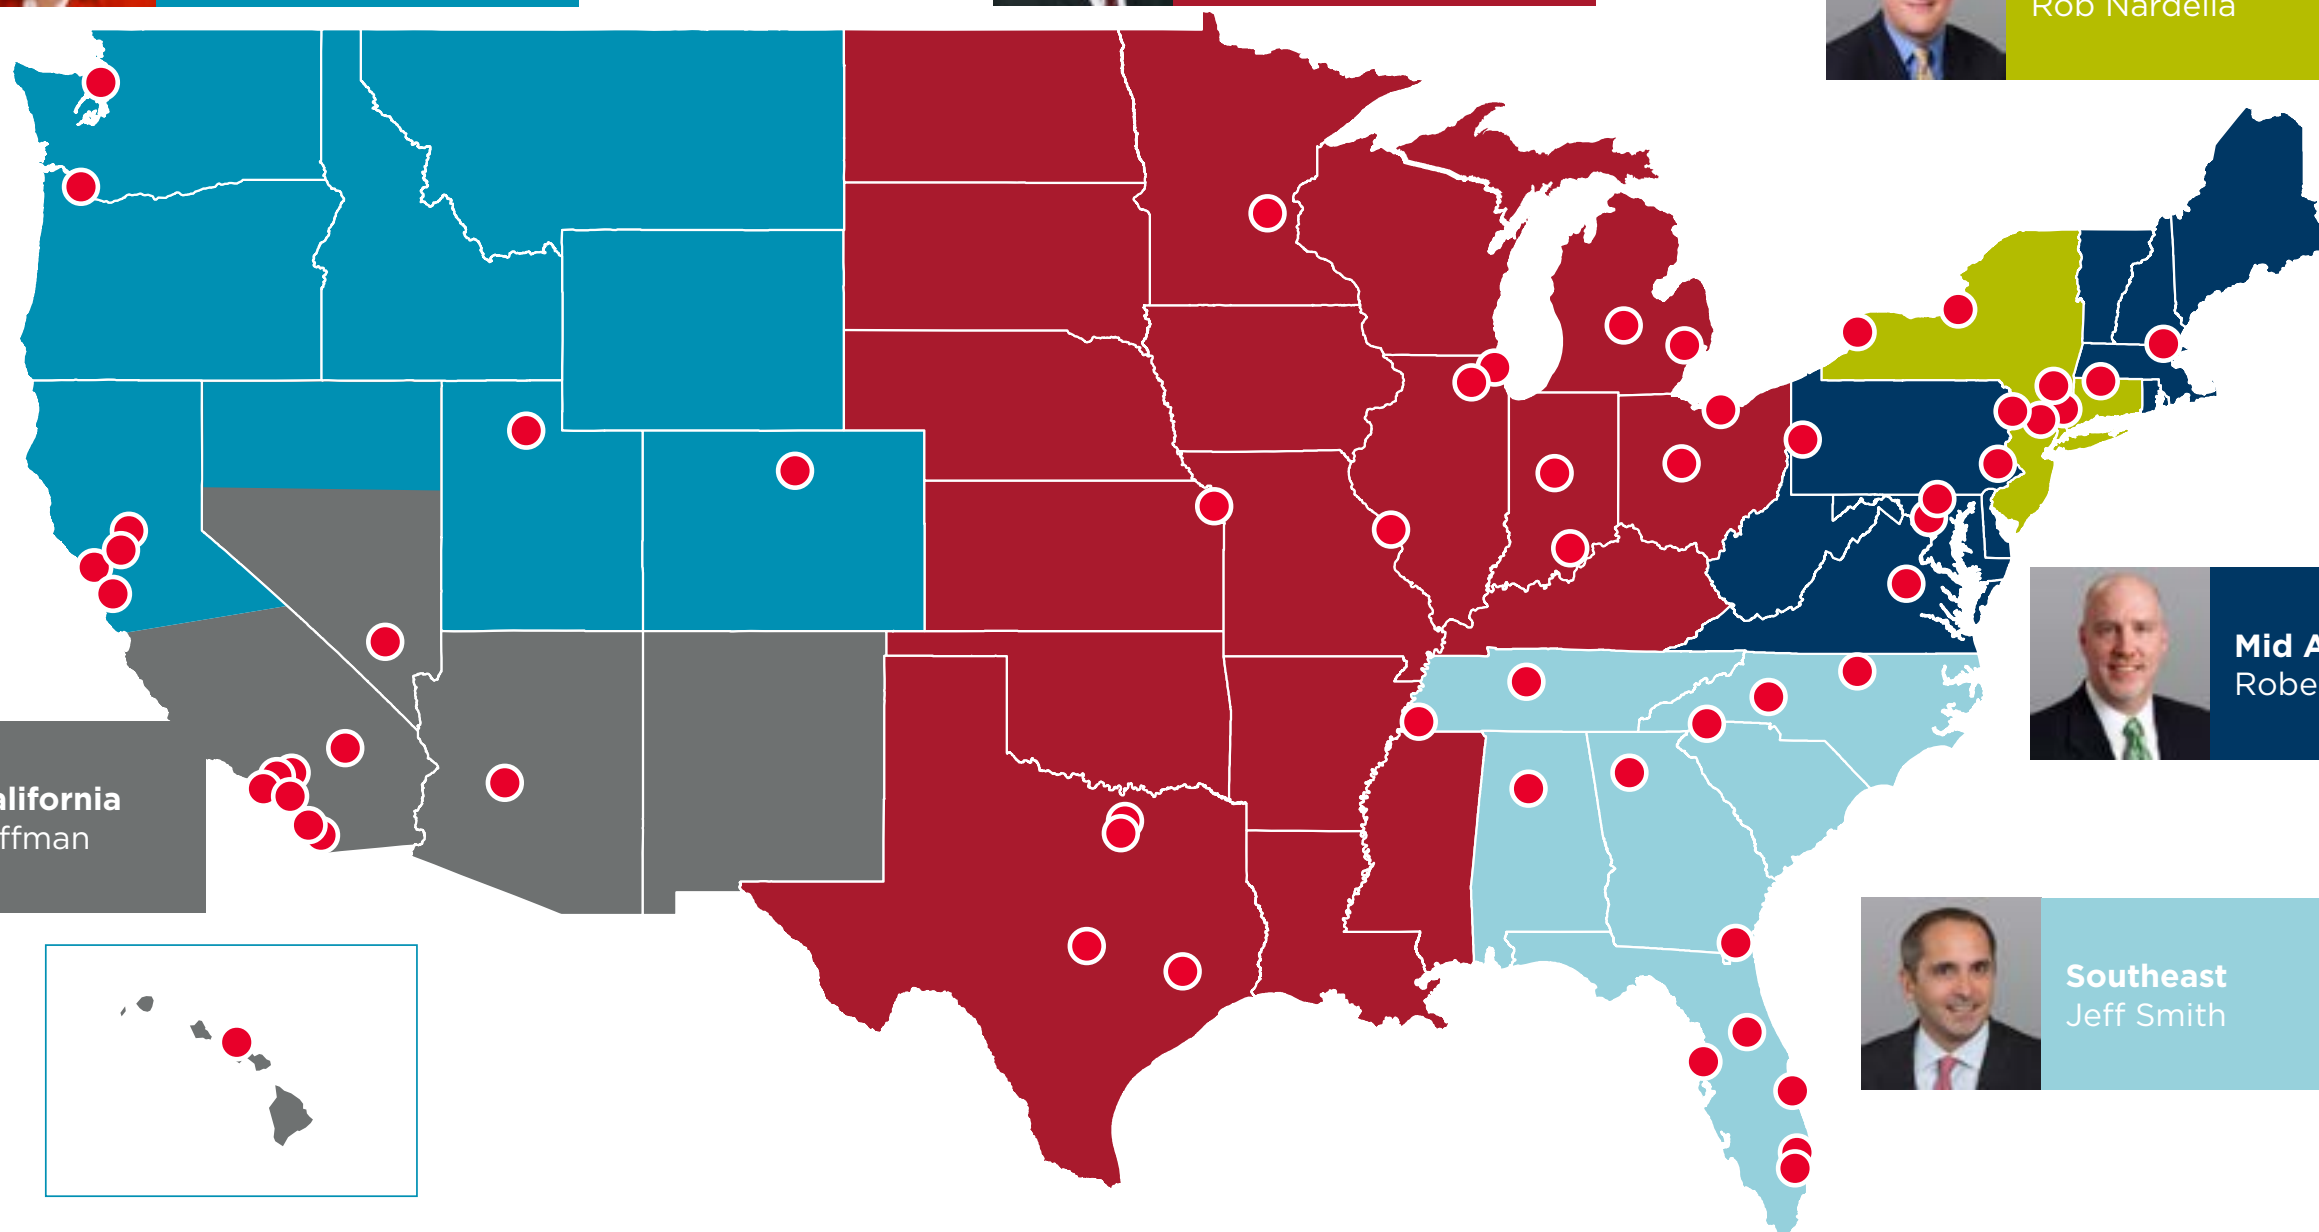 Rob Nardella
Mid A
Robe
alifornia
ffman
Southeast
Jeff Smith